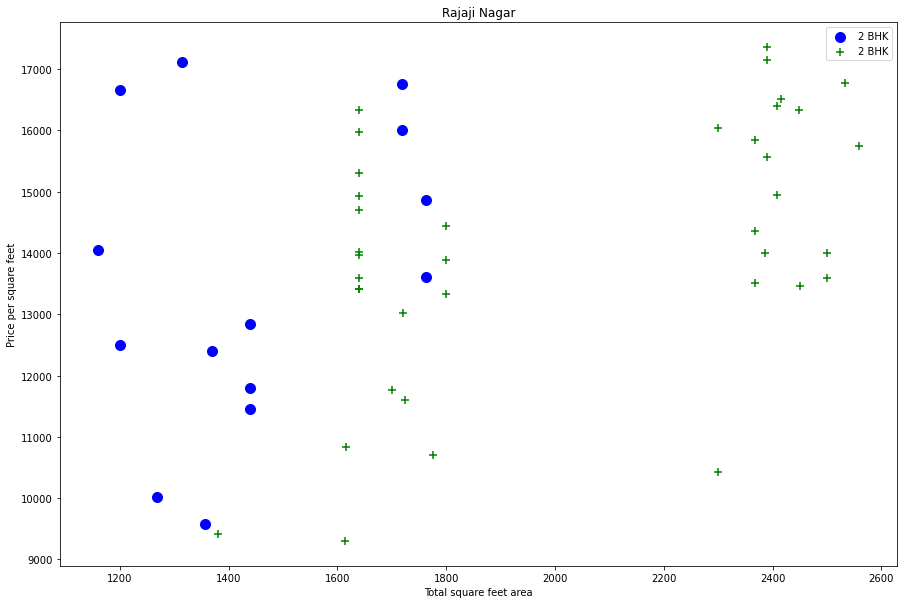 Rajaji Nagar
2 BHK
2 BHK
17000
16000
15000
14000
13000
12000
11000
10000
9000
Price per square feet
1200 1400 1600 1800 2000 2200 2400 2600
Total square feet area